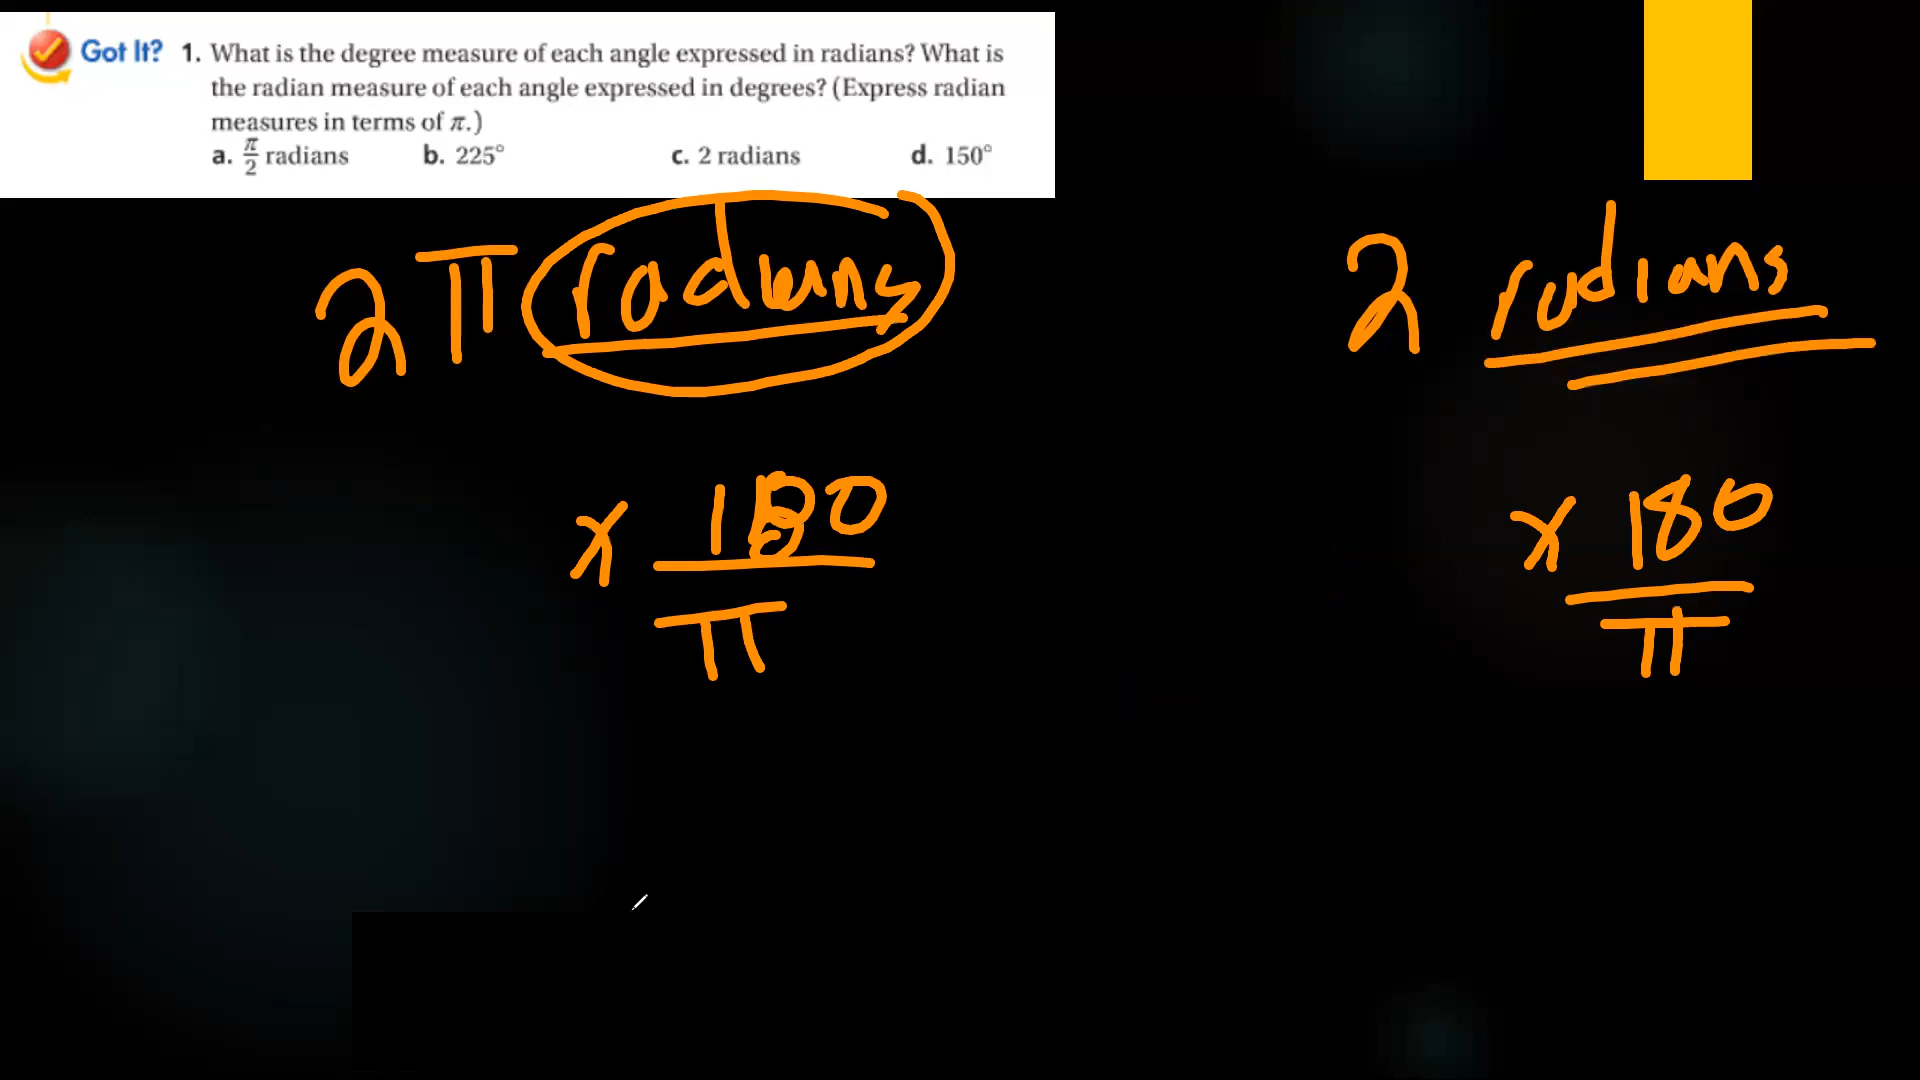 Got It? 1. What is the degree measure of each angle expressed in radians? What is
the radian measure of each angle expressed in degrees? (Express radian
measures in terms of π.)
a. π/2 radians b. 225° c. 2 radians d. 150°
2π radians 2 radians
x 180/π x 180/π